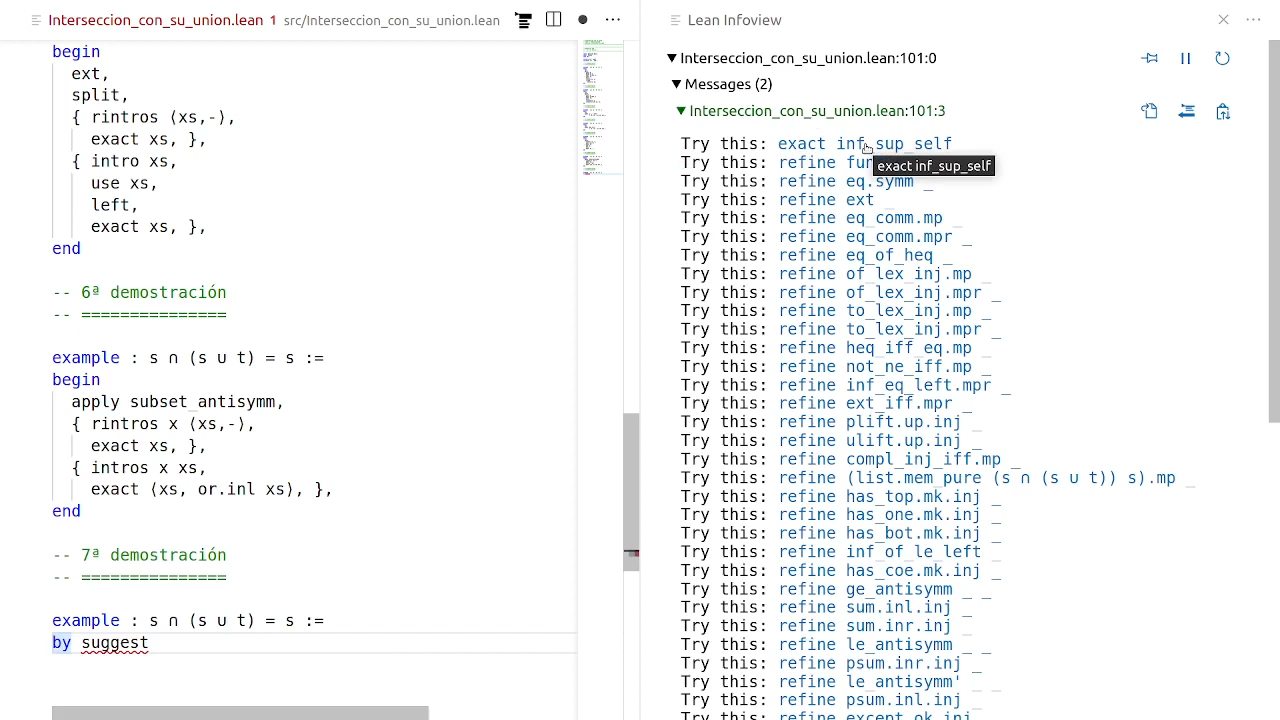 Interseccion_con_su_union.lean 1 src/Interseccion_con_su_union.lean
begin
ext,
split,
{ rintros ⟨xs,-⟩,
exact xs, },
{ intro xs,
use xs,
left,
exact xs, },
end
-- 6ª demostración
-- ===============
example : s ∩ (s ∪ t) = s :=
begin
apply subset_antisymm,
{ rintros x ⟨xs,-⟩,
exact xs, },
{ intros x xs,
exact ⟨xs, or.inl xs⟩, },
end
-- 7ª demostración
-- ===============
example : s ∩ (s ∪ t) = s :=
by suggest
Lean Infoview
Interseccion_con_su_union.lean:101:0
Messages (2)
Interseccion_con_su_union.lean:101:3
Try this: exact inf_sup_self
Try this: refine
exact inf_sup_self
Try this: refine eq.symm _
Try this: refine ext _
Try this: refine eq_comm.mp _
Try this: refine eq_comm.mpr _
Try this: refine eq_of_heq _
Try this: refine of_lex_inj.mp _
Try this: refine of_lex_inj.mpr _
Try this: refine to_lex_inj.mp _
Try this: refine to_lex_inj.mpr _
Try this: refine heq_iff_eq.mp _
Try this: refine not_ne_iff.mp _
Try this: refine inf_eq_left.mpr _
Try this: refine ext_iff.mpr _
Try this: refine plift.up.inj _
Try this: refine ulift.up.inj _
Try this: refine compl_inj_iff.mp _
Try this: refine (list.mem_pure (s ∩ (s ∪ t)) s).mp _
Try this: refine has_top.mk.inj _
Try this: refine has_one.mk.inj _
Try this: refine has_bot.mk.inj _
Try this: refine inf_of_le_left _
Try this: refine has_coe.mk.inj _
Try this: refine ge_antisymm _ _
Try this: refine sum.inl.inj _
Try this: refine sum.inr.inj _
Try this: refine le_antisymm _ _
Try this: refine psum.inr.inj _
Try this: refine le_antisymm' _ _
Try this: refine psum.inl.inj _
Try this: refine except.ok.inj _